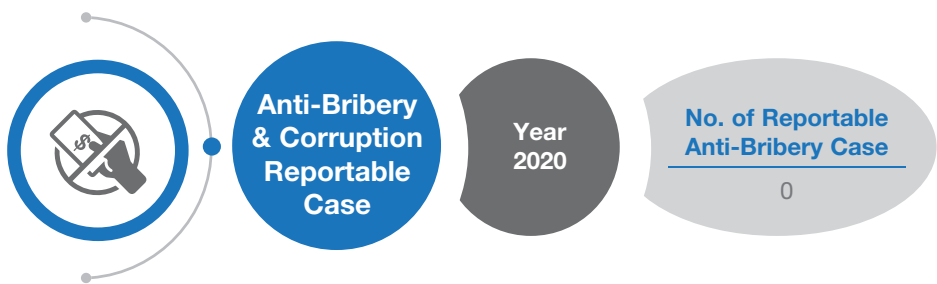 $
Anti-Bribery
& Corruption
Reportable
Case
Year
2020
No. of Reportable
Anti-Bribery Case
0